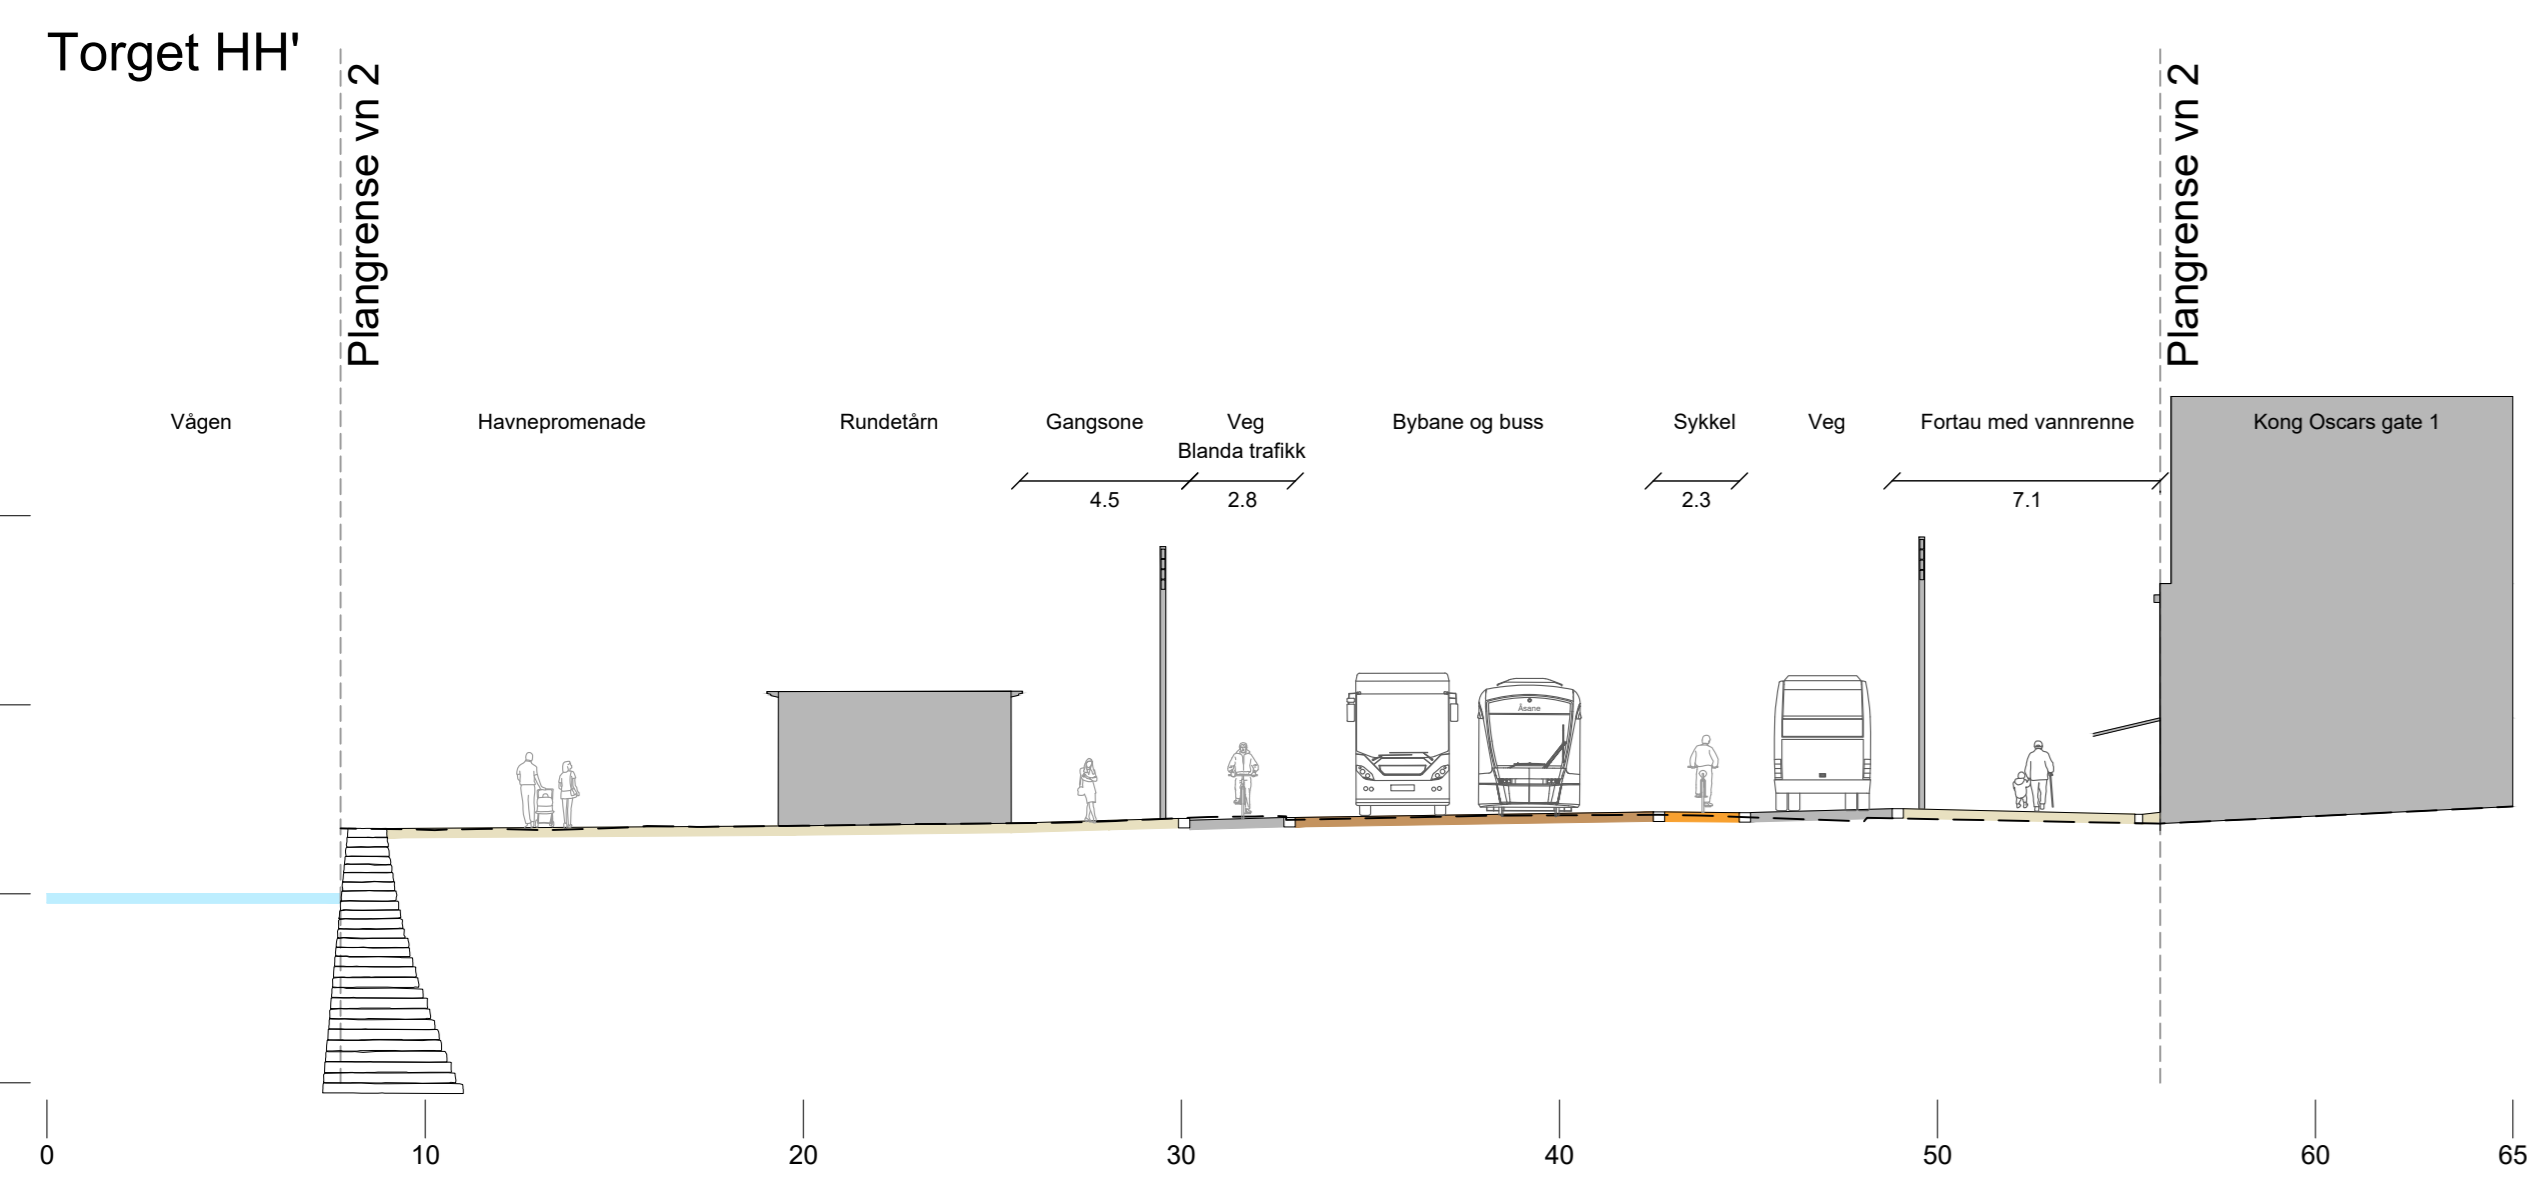 Torget HH'
Plangrense vn 2
Plangrense vn 2
Vågen
Havnepromenade
Rundetårn
Gangsone
Veg
Blanda trafikk
Bybane og buss
Sykkel
Veg
Fortau med vannrenne
Kong Oscars gate 1
4.5
2.8
2.3
7.1
Åsane
0
10
20
30
40
50
60
65